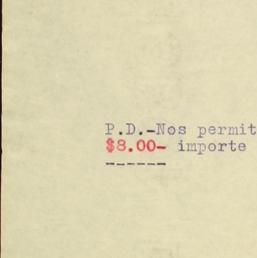 P.D.-Nos permit
$8.00- importe
------